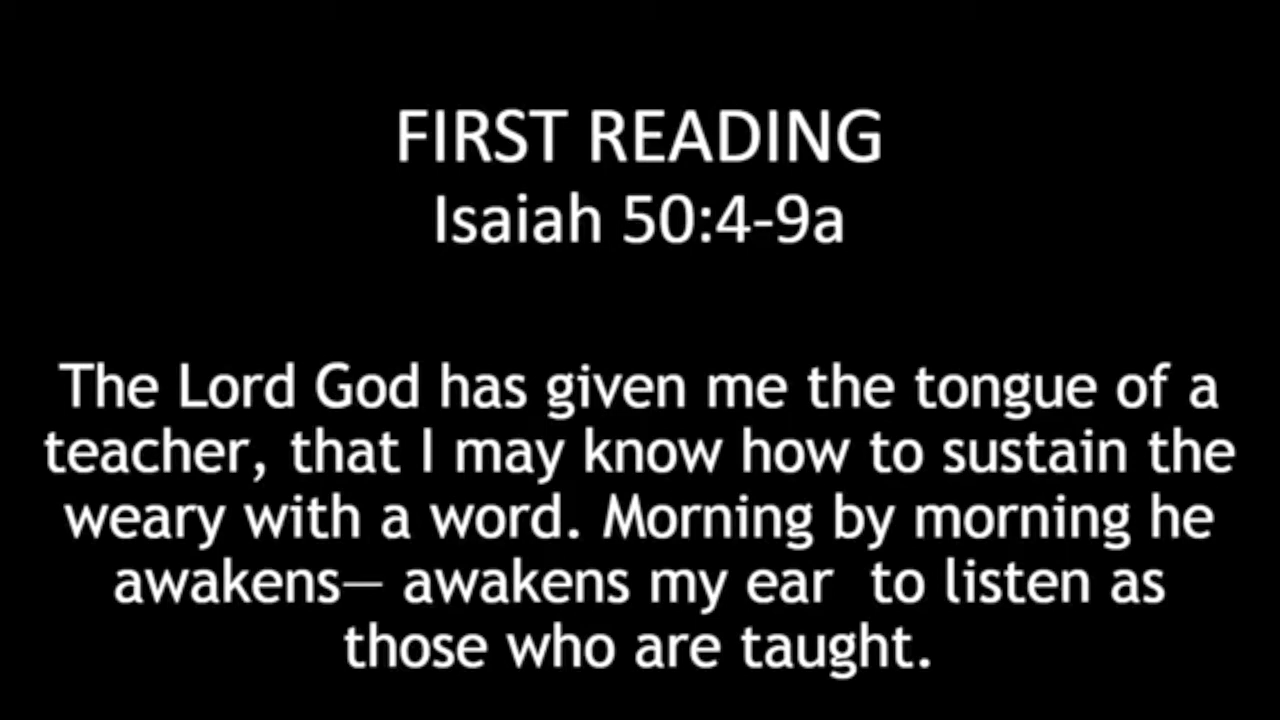 FIRST READING
Isaiah 50:4-9a
The Lord God has given me the tongue of a
teacher, that I may know how to sustain the
weary with a word. Morning by morning he
awakens— awakens my ear  to listen as
those who are taught.